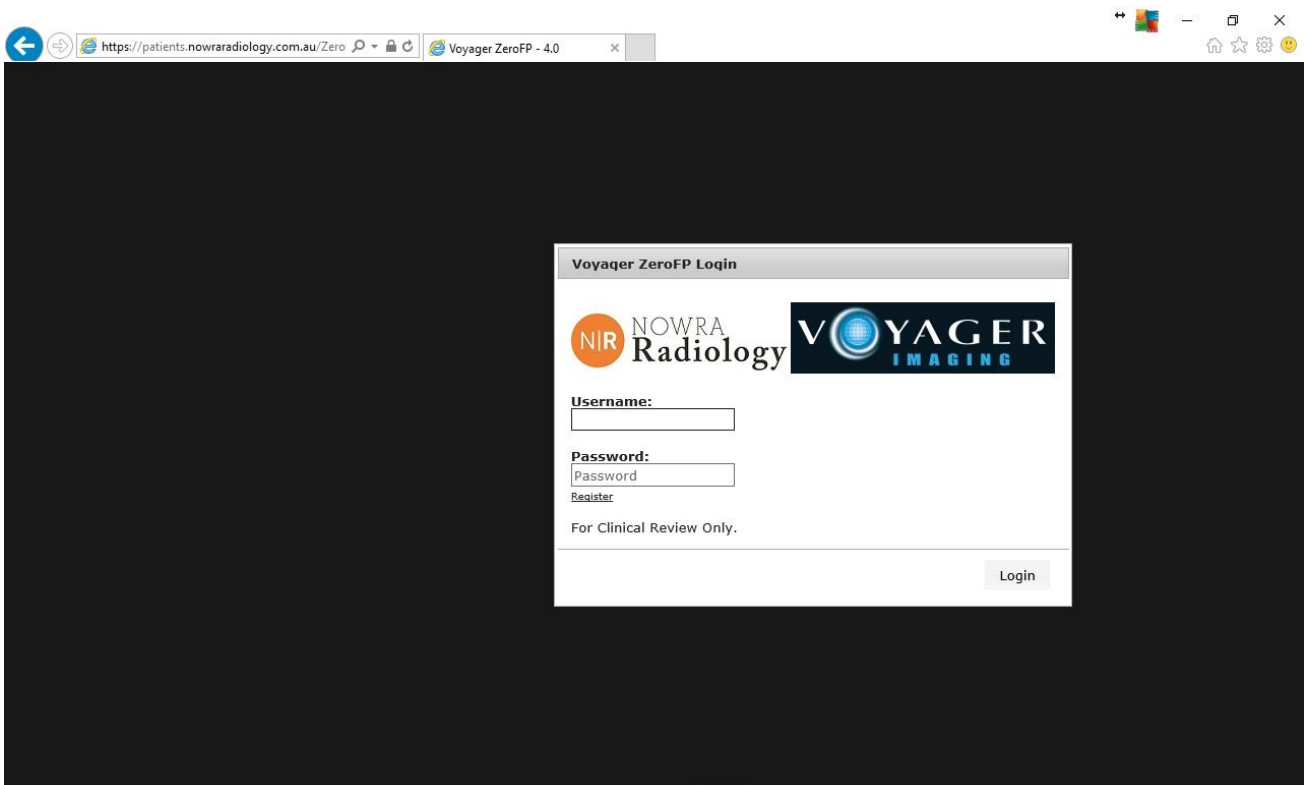 https://patients.nowraradiology.com.au/Zero
Voyager ZeroFP - 4.0
Voyager ZeroFP Login
N|R NOWRA
Radiology
VOYAGER
IMAGING
Username:
Password:
Password
Register
For Clinical Review Only.
Login